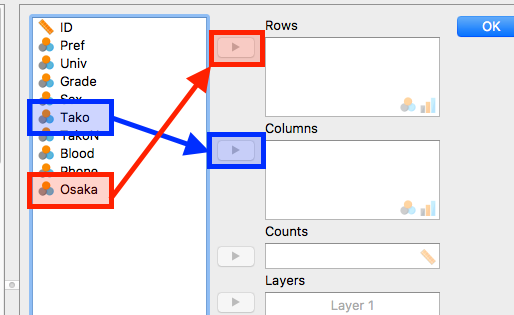 ID
Pref
Univ
Grade
Sex
Tako
TakoN
Blood
Phone
Osaka
Rows
OK
Columns
Counts
Layers
Layer 1